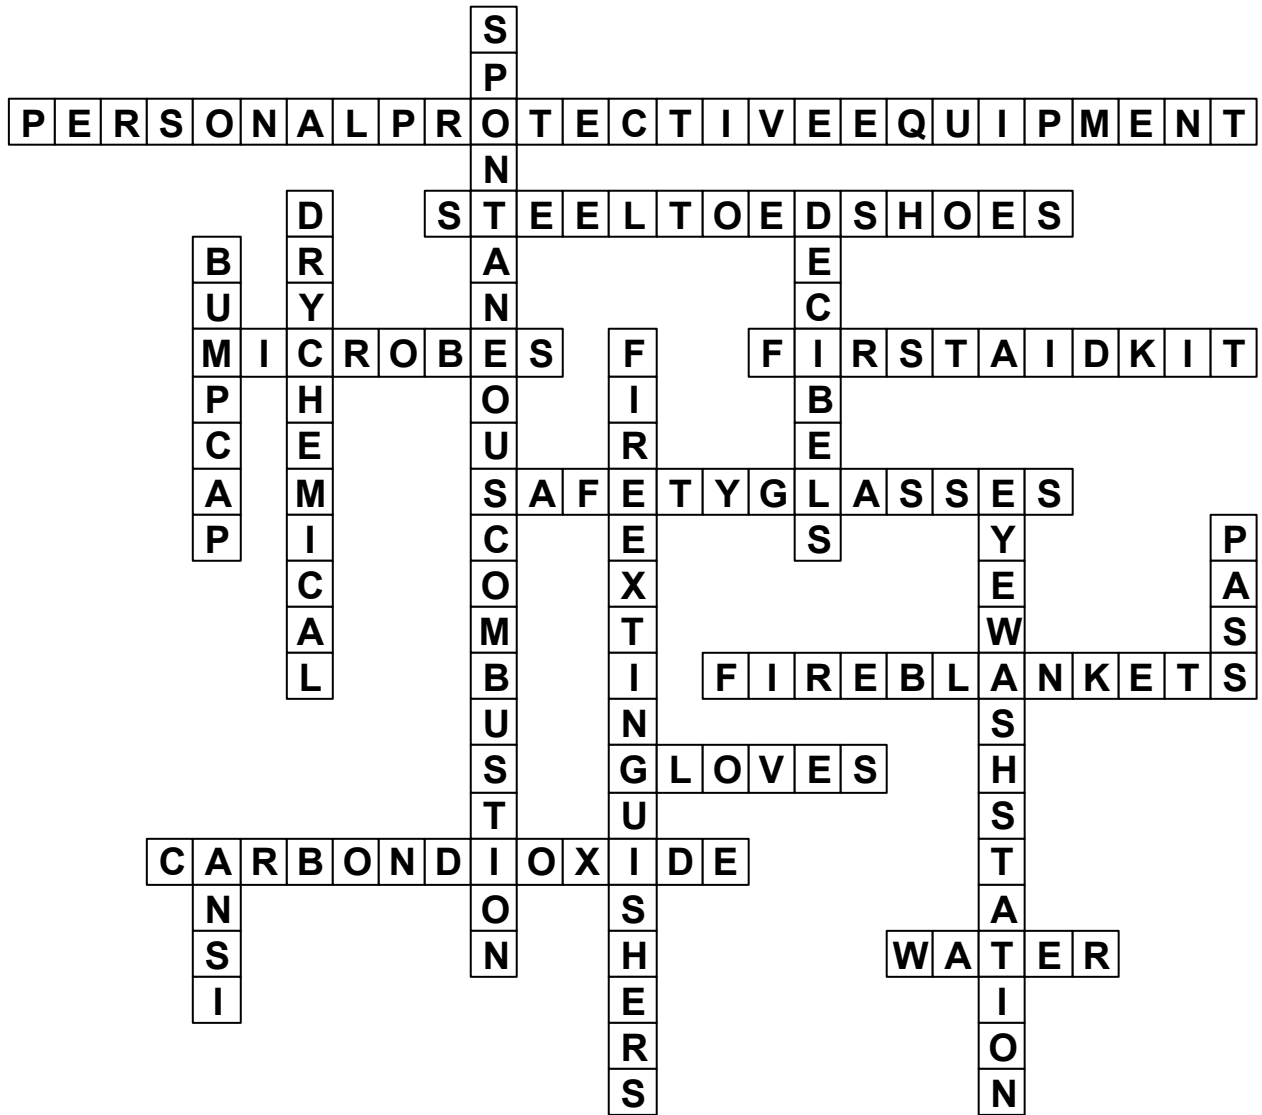 SPONTANEOUSCOMBUSTION
PERSONALPROTECTIVEEQUIPMENT
DRYCHEMICAL
STEELTOEDSHOES
DECIBELS
BUMPCAP
MICROBES
FIREEXTINGUISHERS
FIRSTAIDKIT
SAFETYGLASSES
EYEWASHSTATION
PASS
FIREBLANKETS
GLOVES
CARBONDIOXIDE
ANSI
WATER